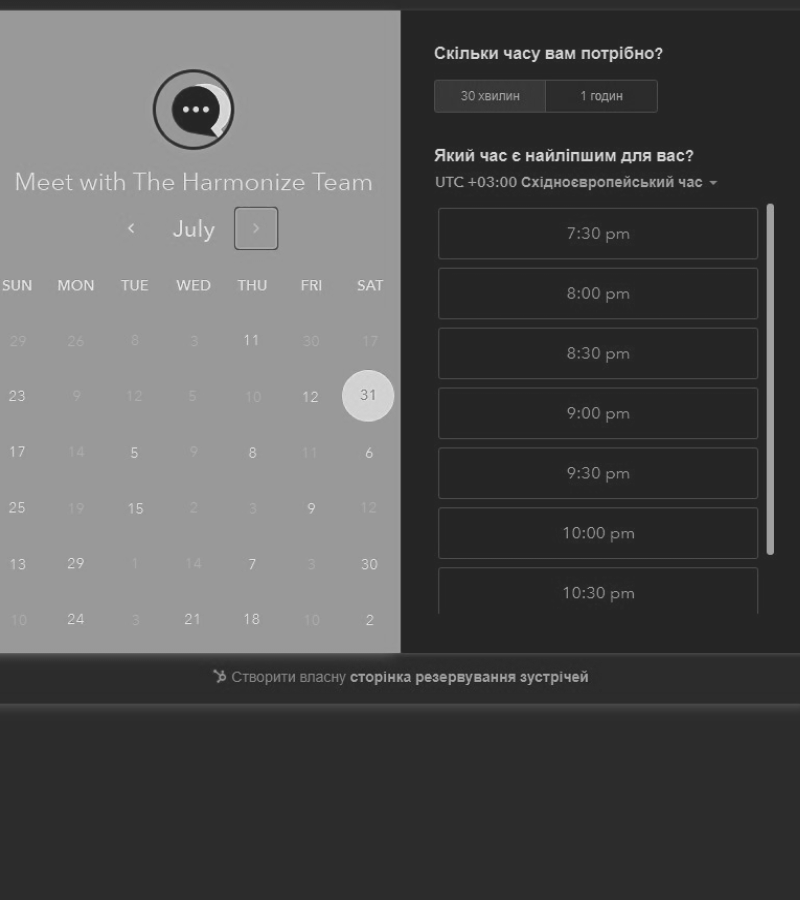 Meet with The Harmonize Team
July
SUN MON TUE WED THU FRI SAT
29 26 8 3 11 30 17
23 9 12 5 10 12 31
17 14 5 9 8 11 6
25 19 15 2 3 9 12
13 29 1 14 7 3 30
10 24 3 21 18 10 2
Скільки часу вам потрібно?
30 хвилин 1 годин
Який час є найліпшим для вас?
UTC +03:00 Східноєвропейський час
7:30 pm
8:00 pm
8:30 pm
9:00 pm
9:30 pm
10:00 pm
10:30 pm
Створити власну сторінка резервування зустрічей